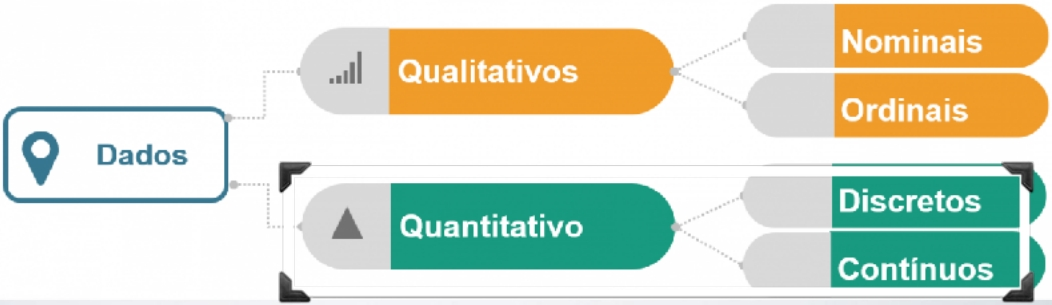 Dados
Qualitativos
Nominais
Ordinais
Quantitativo
Discretos
Contínuos